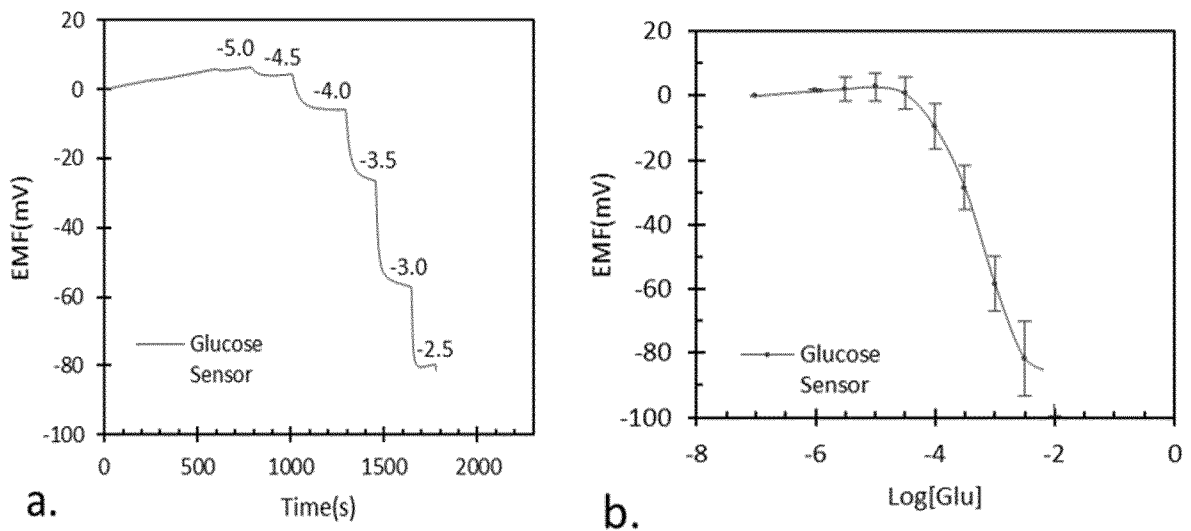 20
0
-20
-40
-60
-80
-100
EMF(mV)
-5.0
-4.5
-4.0
-3.5
-3.0
-2.5
Glucose
Sensor
0 500 1000 1500 2000
Time(s)
a.
20
0
-20
-40
-60
-80
-100
EMF(mV)
Glucose
Sensor
-8 -6 -4 -2 0
Log[Glu]
b.